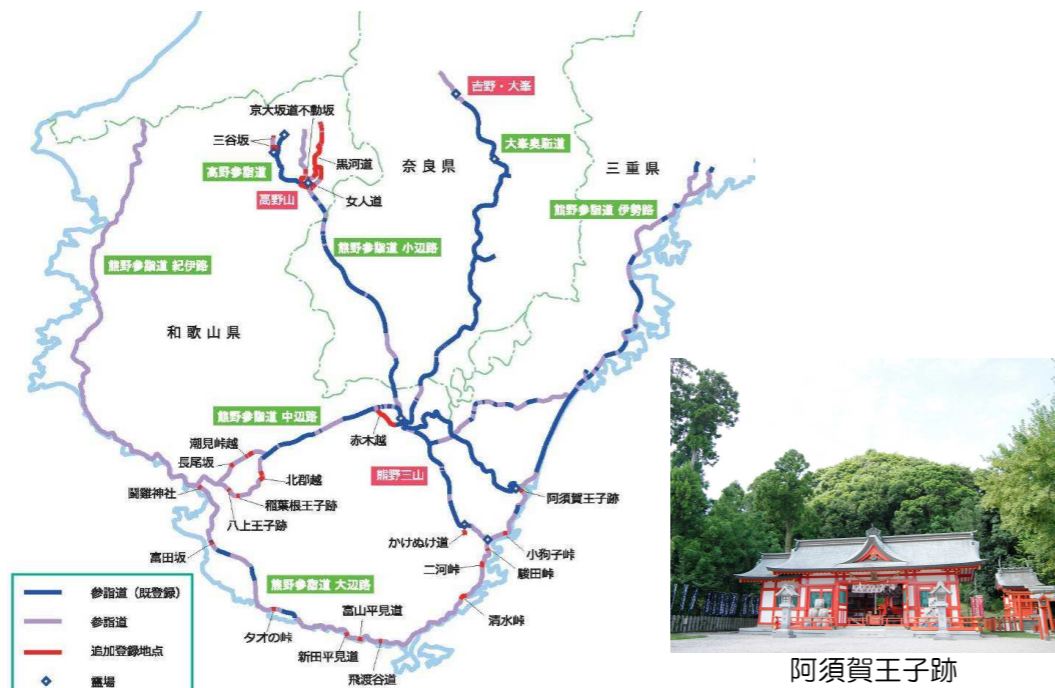 吉野・大峯
京大坂道不動坂
三谷坂
大峯奥駈道
高野参詣道
黒河道
奈良県
三重県
高野山
女人道
熊野参詣道 伊勢路
熊野参詣道 小辺路
熊野参詣道 紀伊路
和歌山県
熊野参詣道 中辺路
赤木越
潮見峠越
長尾坂
熊野三山
北郡越
阿須賀王子跡
鬪雞神社
稲葉根王子跡
八上王子跡
かけぬけ道
小狗子峠
富田坂
二河峠
駿田峠
熊野参詣道 大辺路
富山平見道
清水峠
タオの峠
新田平見道
飛渡谷道
参詣道(既登録)
参詣道
追加登録地点
霊場
阿須賀王子跡